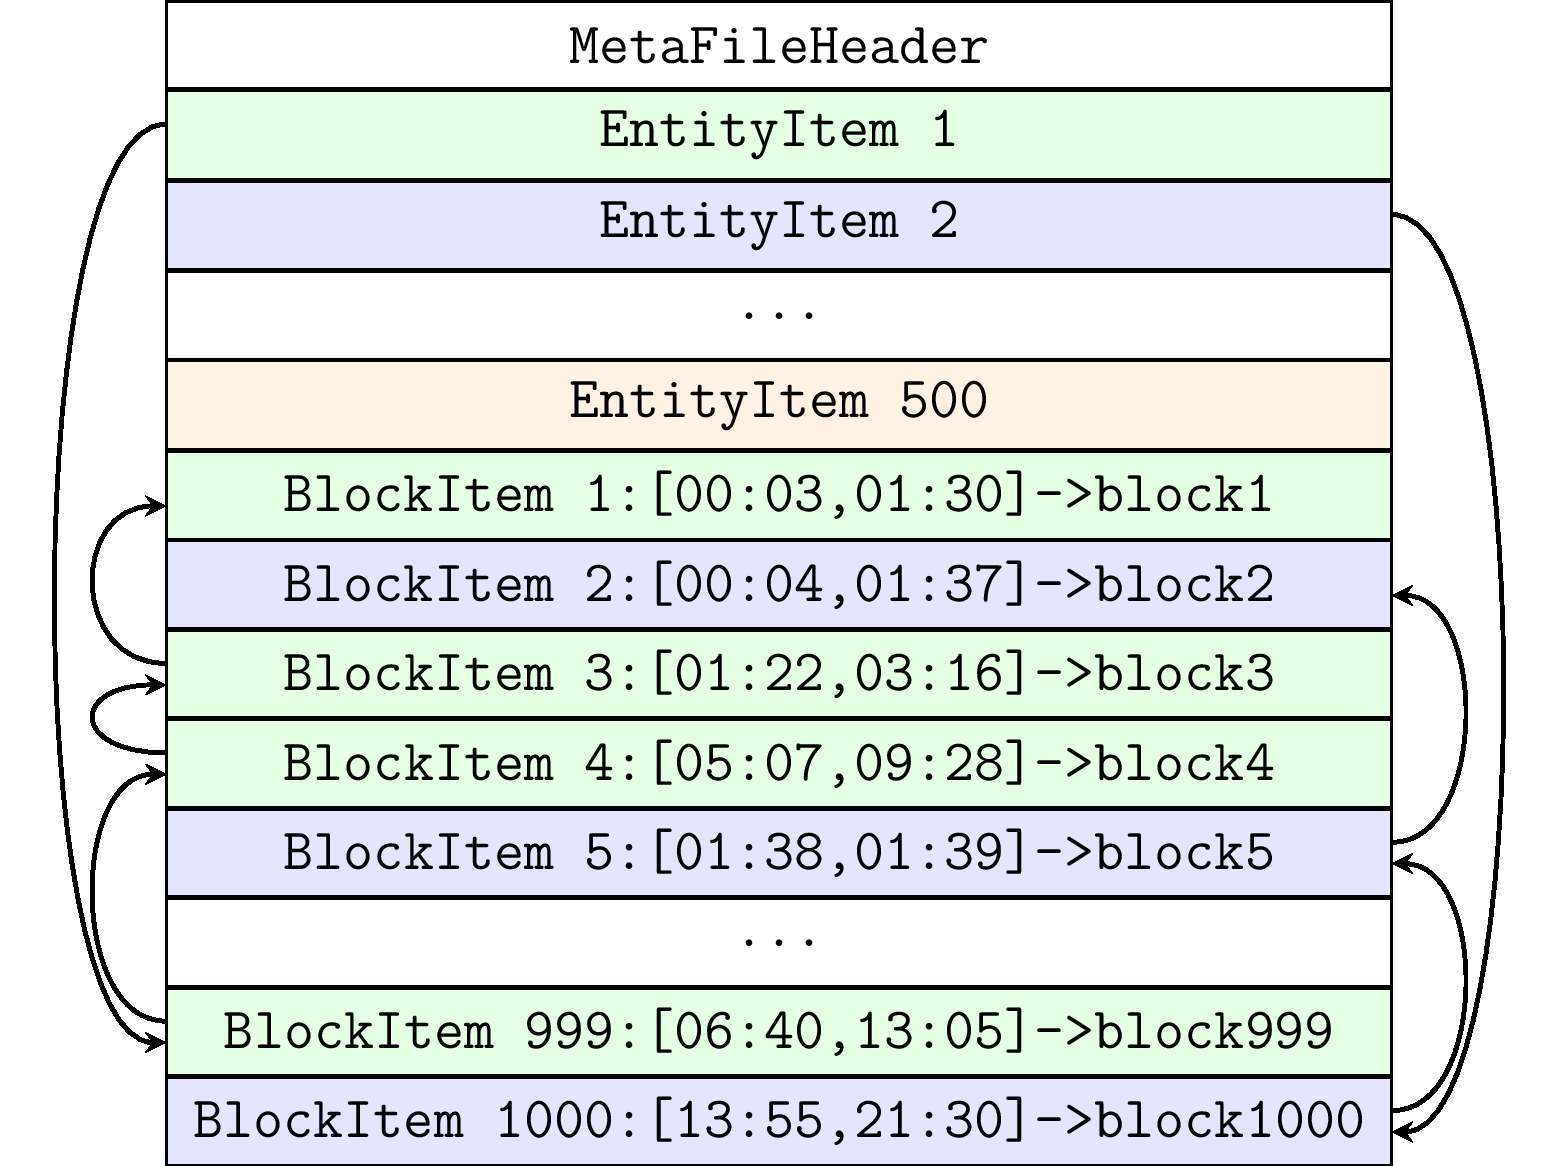 MetaFileHeader
EntityItem 1
EntityItem 2
...
EntityItem 500
BlockItem 1:[00:03,01:30]->block1
BlockItem 2:[00:04,01:37]->block2
BlockItem 3:[01:22,03:16]->block3
BlockItem 4:[05:07,09:28]->block4
BlockItem 5:[01:38,01:39]->block5
...
BlockItem 999:[06:40,13:05]->block999
BlockItem 1000:[13:55,21:30]->block1000